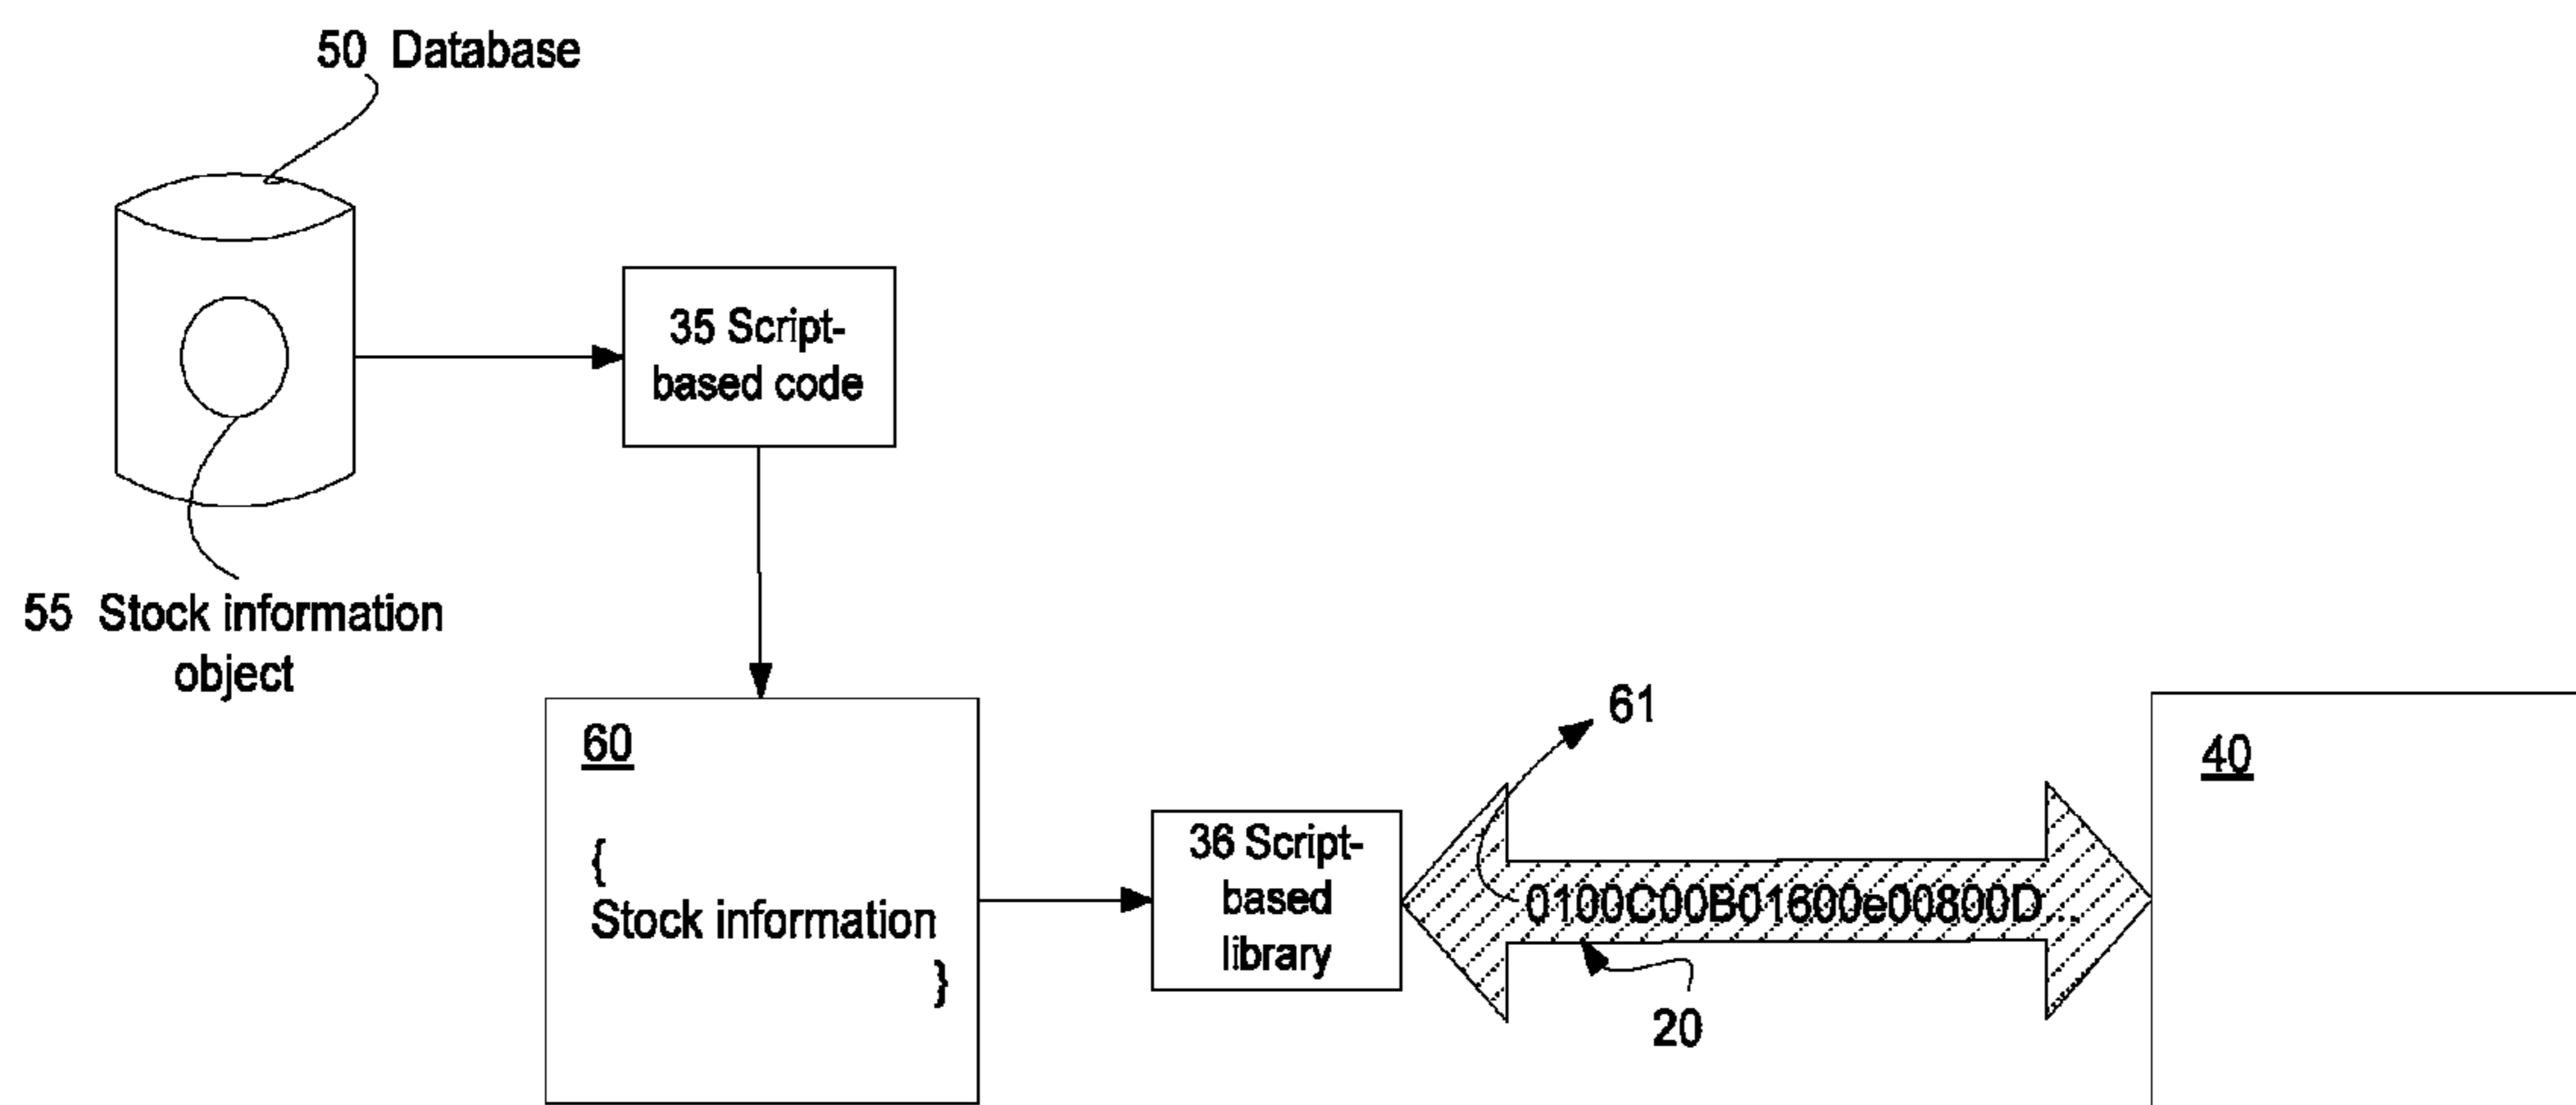 50 Database
35 Script-
based code
55 Stock information
object
60
{
Stock information
}
36 Script-
based
library
61
0100C00B01600e00800D...
20
40